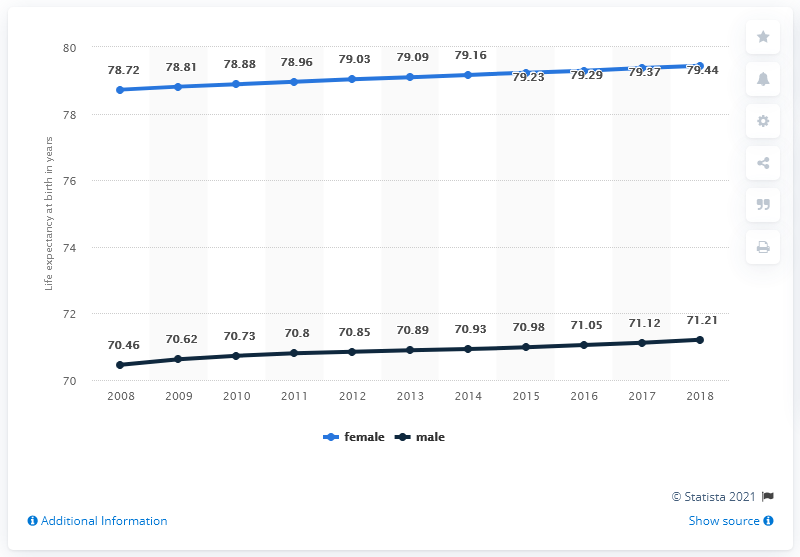 80
78
76
74
72
70
Life expectancy at birth in years
78.72 78.81 78.88 78.96 79.03 79.09 79.16 79.23 79.29 79.37 79.44
70.46 70.62 70.73 70.8 70.85 70.89 70.93 70.98 71.05 71.12 71.21
2008 2009 2010 2011 2012 2013 2014 2015 2016 2017 2018
female male
© Statista 2021
Additional Information Show source